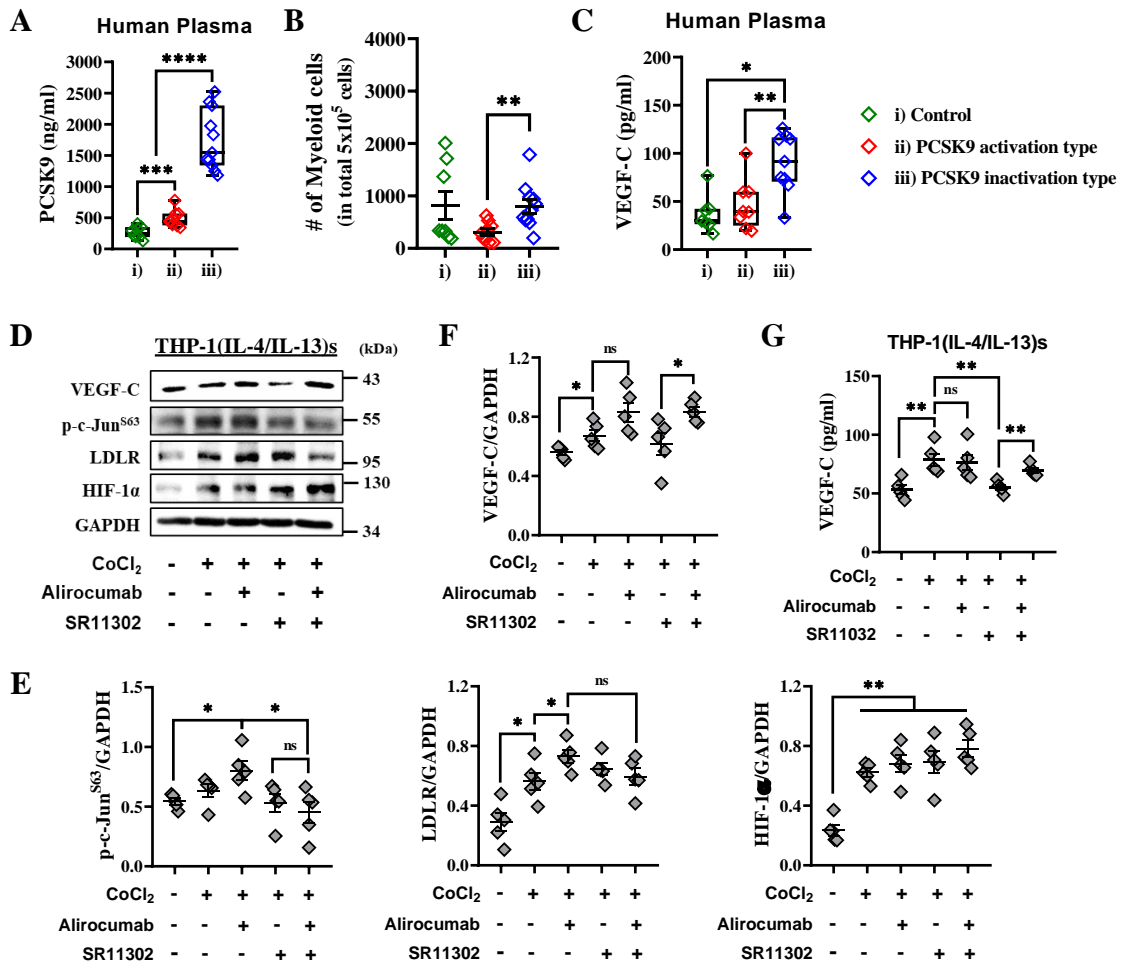 A
Human Plasma
PCSK9 (ng/ml)
3000
2500
2000
1500
1000
500
0
***
****
i)
ii)
iii)
B
# of Myeloid cells
(in total 5x10⁵ cells)
4000
3000
2000
1000
0
**
i)
ii)
iii)
C
Human Plasma
VEGF-C (pg/ml)
200
150
100
50
0
*
**
i)
ii)
iii)
i) Control
ii) PCSK9 activation type
iii) PCSK9 inactivation type
D
THP-1(IL-4/IL-13)s
(kDa)
VEGF-C
43
p-c-Junˢ⁶³
55
LDLR
95
HIF-1α
130
GAPDH
34
CoCl₂ - + + + +
Alirocumab - - + - +
SR11302 - - - + +
F
VEGF-C/GAPDH
1.2
0.8
0.4
0.0
*
ns
*
CoCl₂ - + + + +
Alirocumab - - + - +
SR11302 - - - + +
G
THP-1(IL-4/IL-13)s
VEGF-C (pg/ml)
150
100
50
0
**
**
ns
**
CoCl₂ - + + + +
Alirocumab - - + - +
SR11032 - - - + +
E
p-c-Junˢ⁶³/GAPDH
1.5
1.0
0.5
0.0
*
*
ns
CoCl₂ - + + + +
Alirocumab - - + - +
SR11302 - - - + +
LDLR/GAPDH
1.2
0.8
0.4
0.0
*
*
ns
CoCl₂ - + + + +
Alirocumab - - + - +
SR11302 - - - + +
HIF-1α/GAPDH
1.2
0.8
0.4
0.0
**
CoCl₂ - + + + +
Alirocumab - - + - +
SR11302 - - - + +